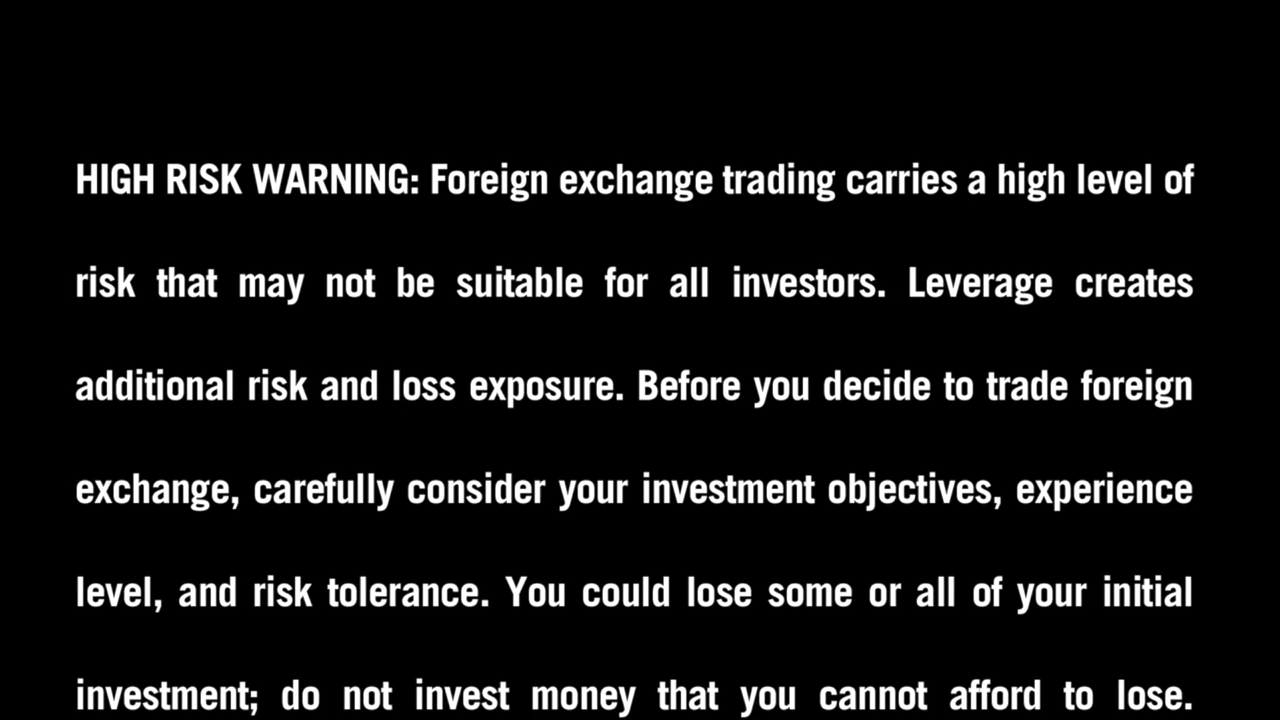 HIGH RISK WARNING: Foreign exchange trading carries a high level of
risk that may not be suitable for all investors. Leverage creates
additional risk and loss exposure. Before you decide to trade foreign
exchange, carefully consider your investment objectives, experience
level, and risk tolerance. You could lose some or all of your initial
investment; do not invest money that you cannot afford to lose.